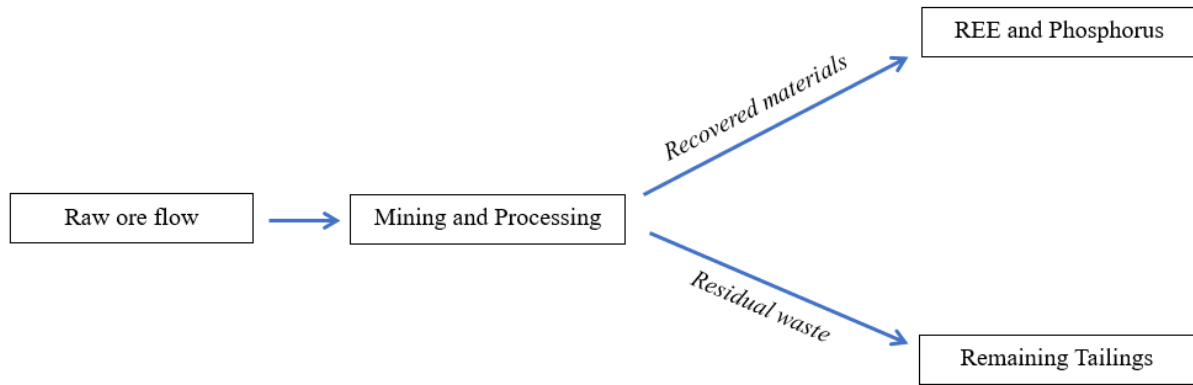 REE and Phosphorus
Recovered materials
Raw ore flow
Mining and Processing
Residual waste
Remaining Tailings